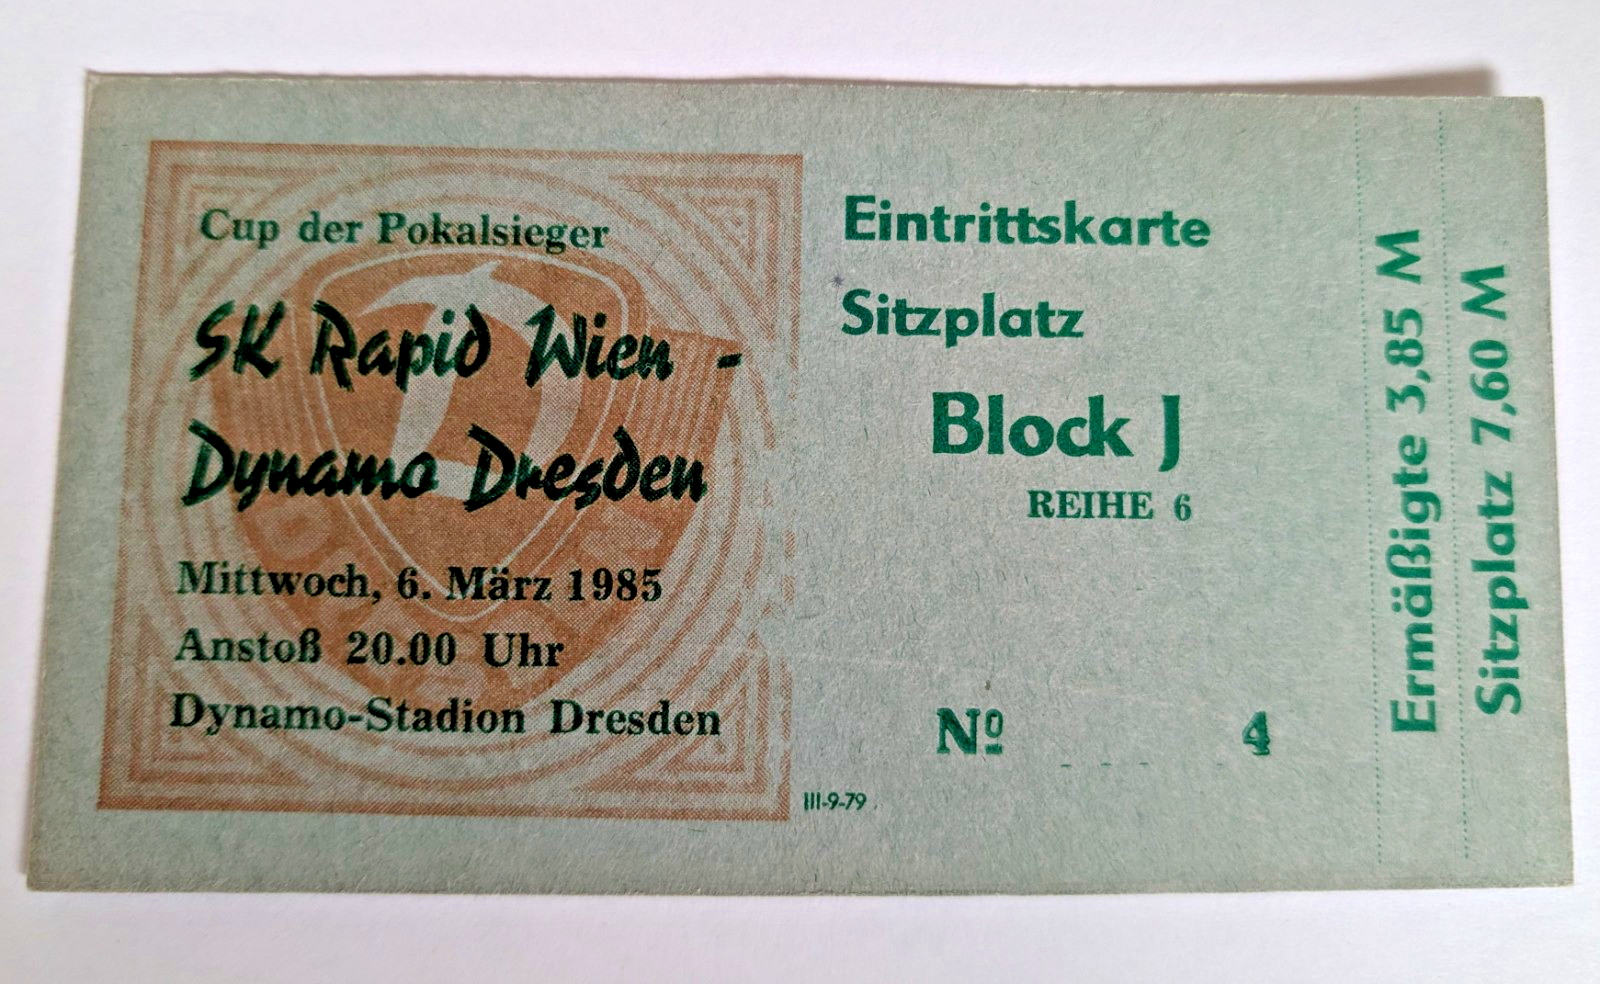 Cup der Pokalsieger
SK Rapid Wien -
Dynamo Dresden
Mittwoch, 6. März 1985
Anstoß 20.00 Uhr
Dynamo-Stadion Dresden
III-9-79
Eintrittskarte
Sitzplatz
Block J
REIHE 6
Nº 4
Ermäßigte 3,85 M
Sitzplatz 7,60 M